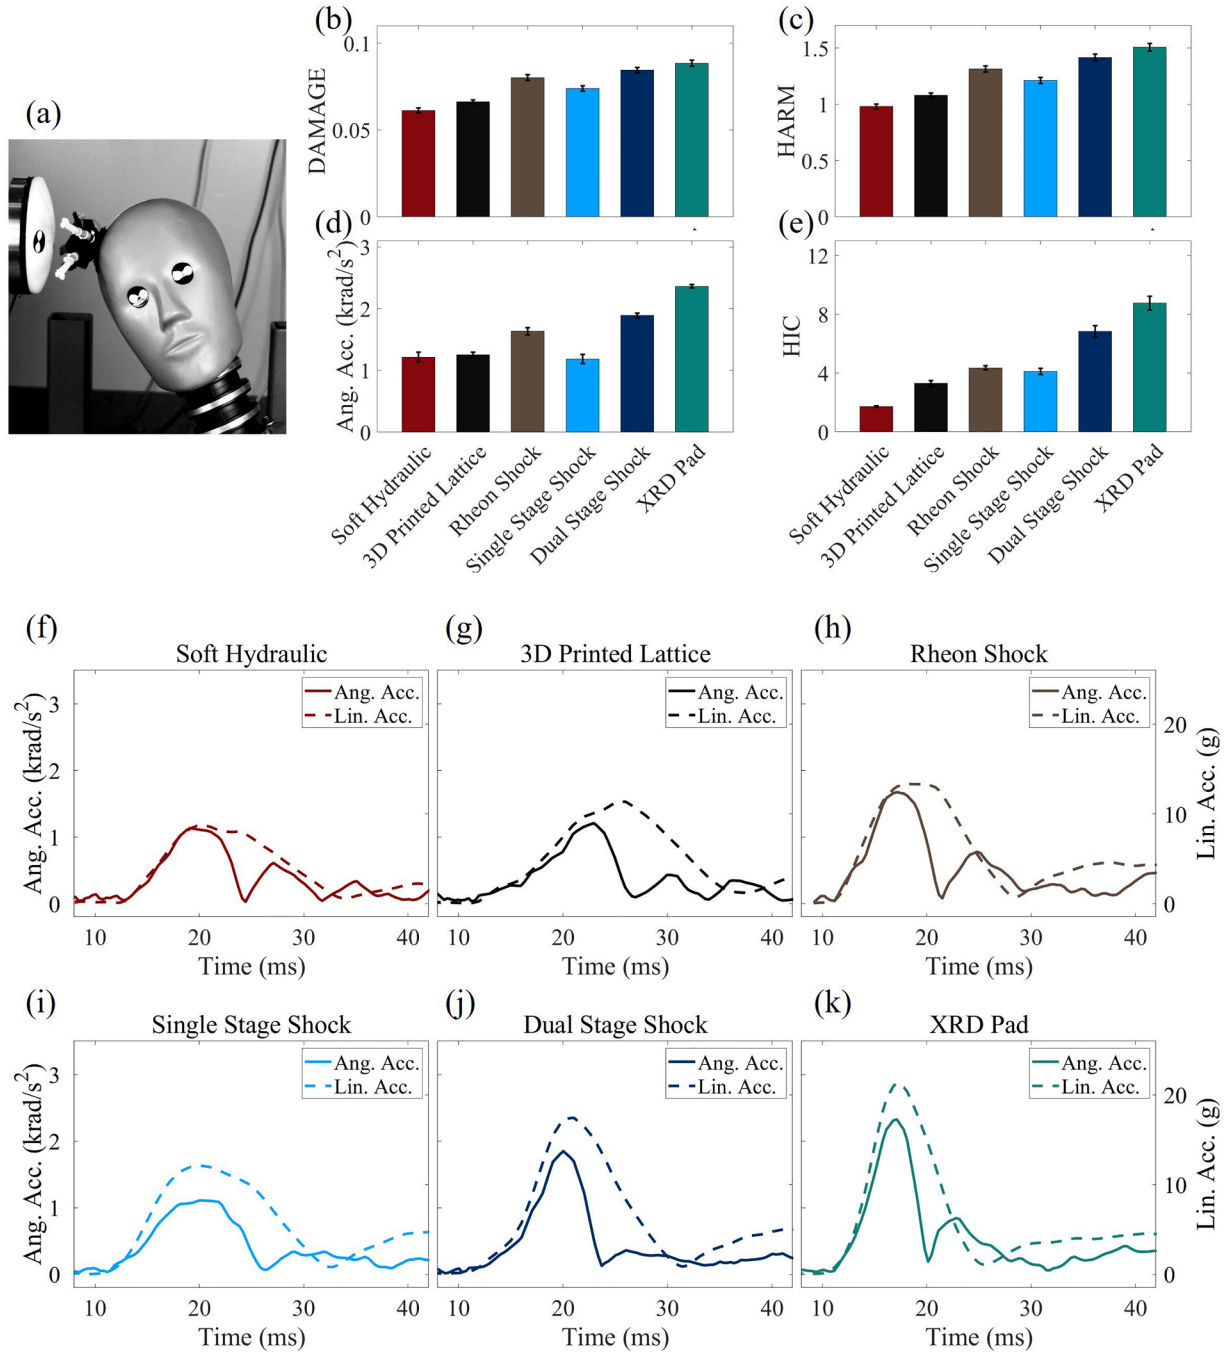 (a)
(b)
DAMAGE
0.1
0.05
0
(c)
HARM
1.5
1
0.5
0
(d)
Ang. Acc. (krad/s²)
3
2
1
0
Soft Hydraulic
3D Printed Lattice
Rheon Shock
Single Stage Shock
Dual Stage Shock
XRD Pad
(e)
HIC
12
8
4
0
Soft Hydraulic
3D Printed Lattice
Rheon Shock
Single Stage Shock
Dual Stage Shock
XRD Pad
(f)
Soft Hydraulic
Ang. Acc. (krad/s²)
3
2
1
0
Ang. Acc.
Lin. Acc.
10 20 30 40
Time (ms)
(g)
3D Printed Lattice
Ang. Acc.
Lin. Acc.
10 20 30 40
Time (ms)
(h)
Rheon Shock
Ang. Acc.
Lin. Acc.
20
10
0
Lin. Acc. (g)
10 20 30 40
Time (ms)
(i)
Single Stage Shock
Ang. Acc. (krad/s²)
3
2
1
0
Ang. Acc.
Lin. Acc.
10 20 30 40
Time (ms)
(j)
Dual Stage Shock
Ang. Acc.
Lin. Acc.
10 20 30 40
Time (ms)
(k)
XRD Pad
Ang. Acc.
Lin. Acc.
20
10
0
Lin. Acc. (g)
10 20 30 40
Time (ms)